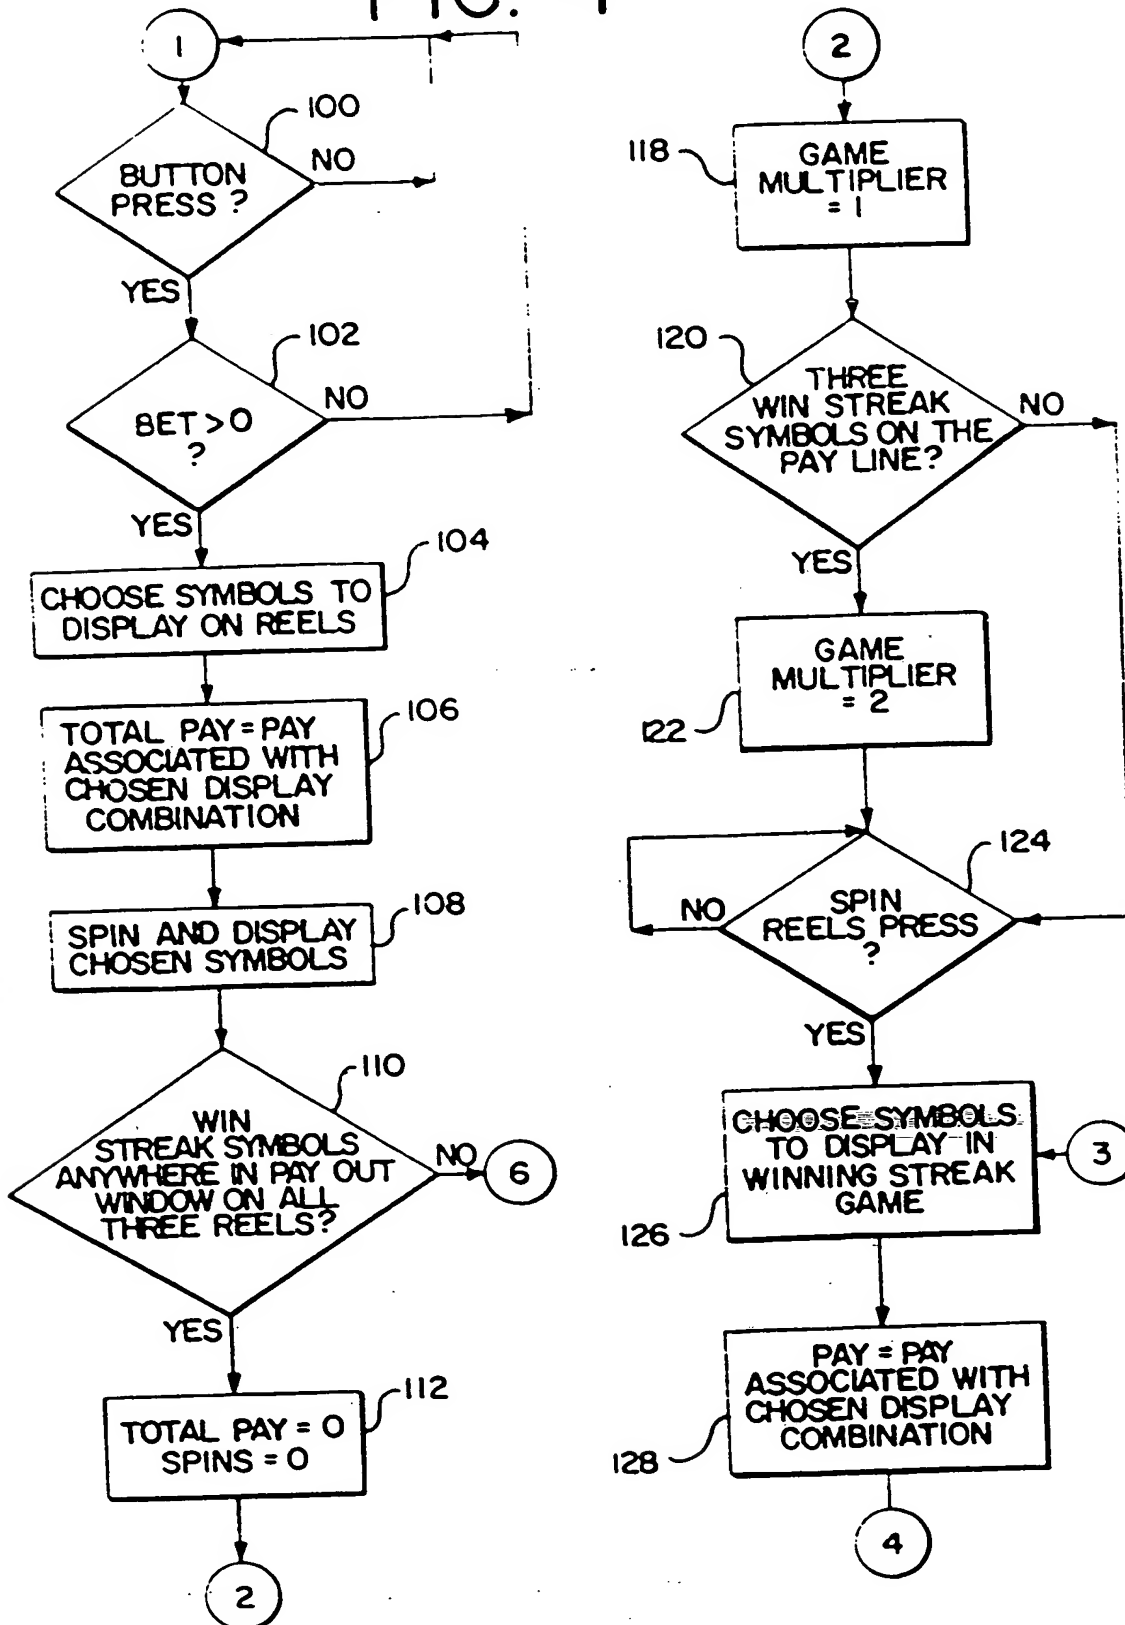 FIG. 4
1
100
BUTTON
PRESS ?
NO
YES
102
BET > 0
?
NO
YES
104
CHOOSE SYMBOLS TO
DISPLAY ON REELS
106
TOTAL PAY = PAY
ASSOCIATED WITH
CHOSEN DISPLAY
COMBINATION
108
SPIN AND DISPLAY
CHOSEN SYMBOLS
110
WIN
STREAK SYMBOLS
ANYWHERE IN PAY OUT
WINDOW ON ALL
THREE REELS?
NO
6
YES
112
TOTAL PAY = 0
SPINS = 0
2
2
118
GAME
MULTIPLIER
= 1
120
THREE
WIN STREAK
SYMBOLS ON THE
PAY LINE?
NO
YES
GAME
MULTIPLIER
= 2
122
124
SPIN
REELS PRESS
?
NO
YES
CHOOSE SYMBOLS
TO DISPLAY IN
WINNING STREAK
GAME
3
126
PAY = PAY
ASSOCIATED WITH
CHOSEN DISPLAY
COMBINATION
128
4